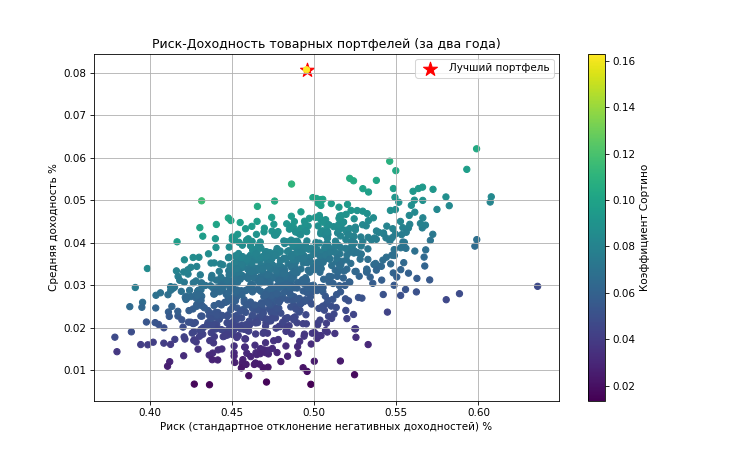 Риск-Доходность товарных портфелей (за два года)
Лучший портфель
Средняя доходность %
0.08
0.07
0.06
0.05
0.04
0.03
0.02
0.01
0.40 0.45 0.50 0.55 0.60
Риск (стандартное отклонение негативных доходностей) %
0.16
0.14
0.12
0.10
0.08
0.06
0.04
0.02
Коэффициент Сортино